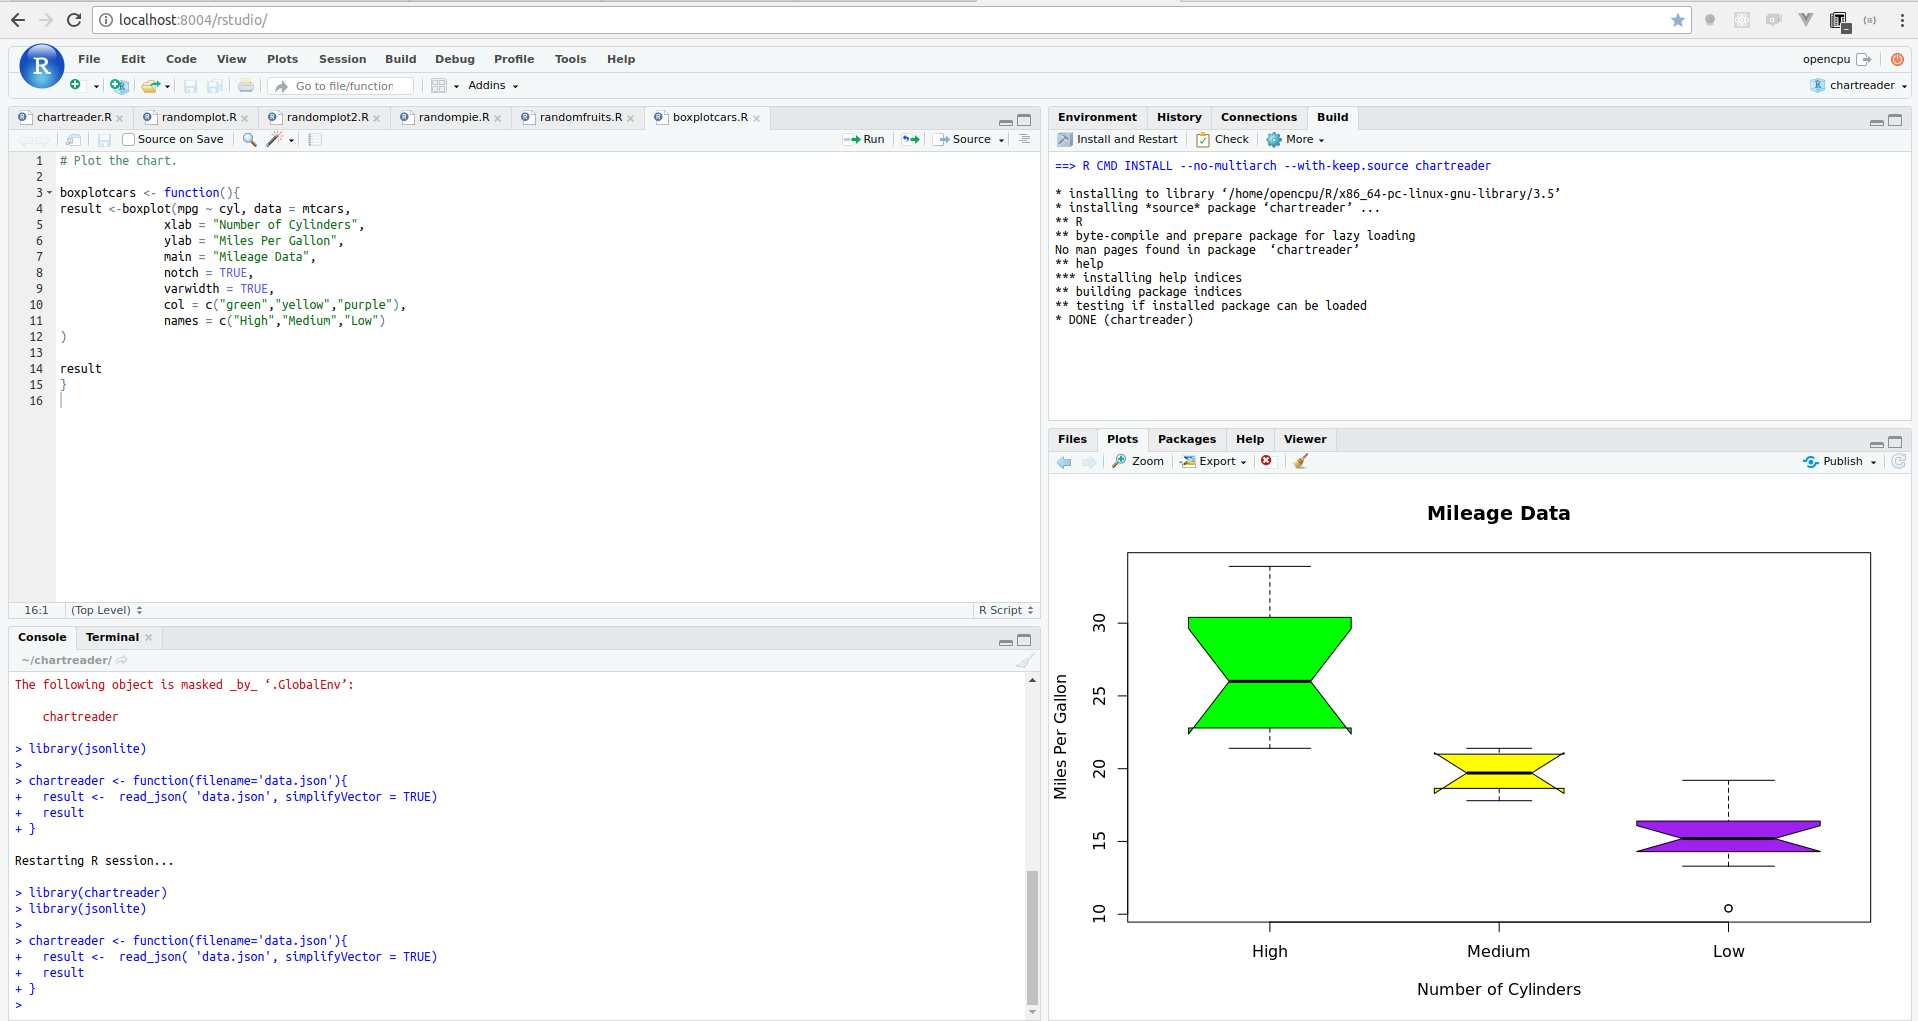 localhost:8004/rstudio/
R
File Edit Code View Plots Session Build Debug Profile Tools Help
opencpu
Go to file/function
Addins
chartreader
chartreader.R randomplot.R randomplot2.R randompie.R randomfruits.R boxplotcars.R
Source on Save
Run
Source
1 # Plot the chart.
2
3 boxplotcars <- function(){
4 result <-boxplot(mpg ~ cyl, data = mtcars,
5 xlab = "Number of Cylinders",
6 ylab = "Miles Per Gallon",
7 main = "Mileage Data",
8 notch = TRUE,
9 varwidth = TRUE,
10 col = c("green","yellow","purple"),
11 names = c("High","Medium","Low")
12 )
13
14 result
15 }
16
16:1 (Top Level) R Script
Console Terminal
~/chartreader/
The following object is masked _by_ ‘.GlobalEnv’:
chartreader
> library(jsonlite)
>
> chartreader <- function(filename='data.json'){
+ result <- read_json( 'data.json', simplifyVector = TRUE)
+ result
+ }
Restarting R session...
> library(chartreader)
> library(jsonlite)
>
> chartreader <- function(filename='data.json'){
+ result <- read_json( 'data.json', simplifyVector = TRUE)
+ result
+ }
>
Environment History Connections Build
Install and Restart Check More
==> R CMD INSTALL --no-multiarch --with-keep.source chartreader
* installing to library ‘/home/opencpu/R/x86_64-pc-linux-gnu-library/3.5’
* installing *source* package ‘chartreader’ ...
** R
** byte-compile and prepare package for lazy loading
No man pages found in package ‘chartreader’
** help
*** installing help indices
** building package indices
** testing if installed package can be loaded
* DONE (chartreader)
Files Plots Packages Help Viewer
Zoom Export Publish
Mileage Data
Miles Per Gallon
30
25
20
15
10
High Medium Low
Number of Cylinders